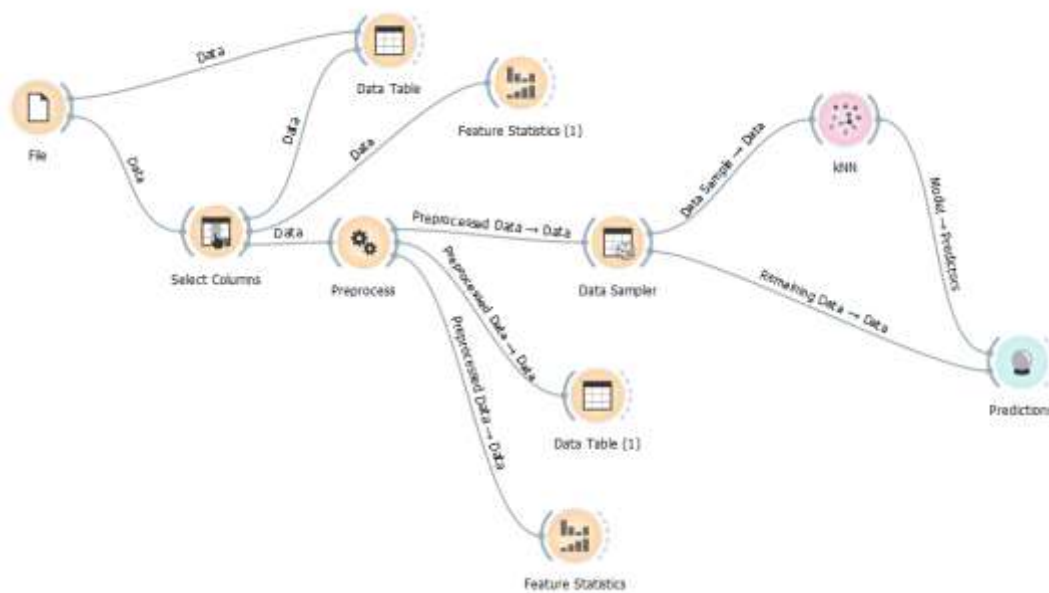 Data
Data Table
Data
Data
Feature Statistics (1)
File
Data
kNN
Data Sample → Data
Select Columns
Data
Preprocess
Preprocessed Data → Data
Data Sampler
Model → Predictors
Preprocessed Data → Data
Remaining Data → Data
Preprocessed Data → Data
Data Table (1)
Predictions
Feature Statistics